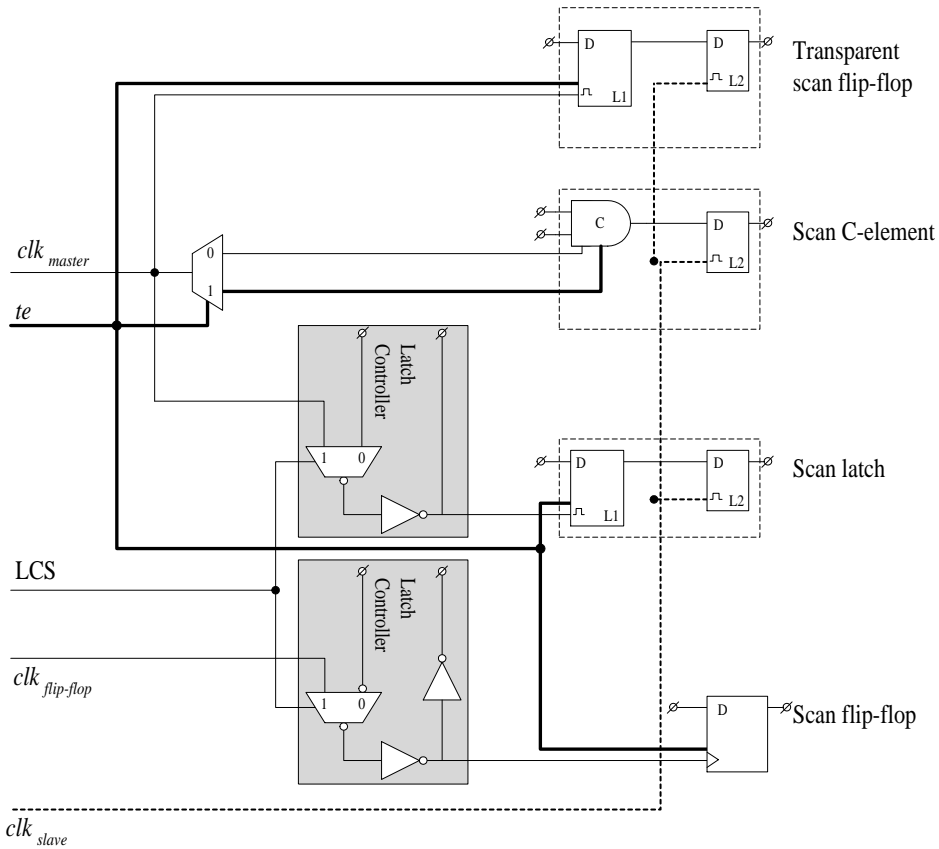 D
L1
D
L2
Transparent
scan flip-flop
C
D
L2
Scan C-element
clk master
0
1
te
Latch
Controller
1
0
D
L1
D
L2
Scan latch
LCS
Latch
Controller
1
0
clk flip-flop
D
Scan flip-flop
clk slave